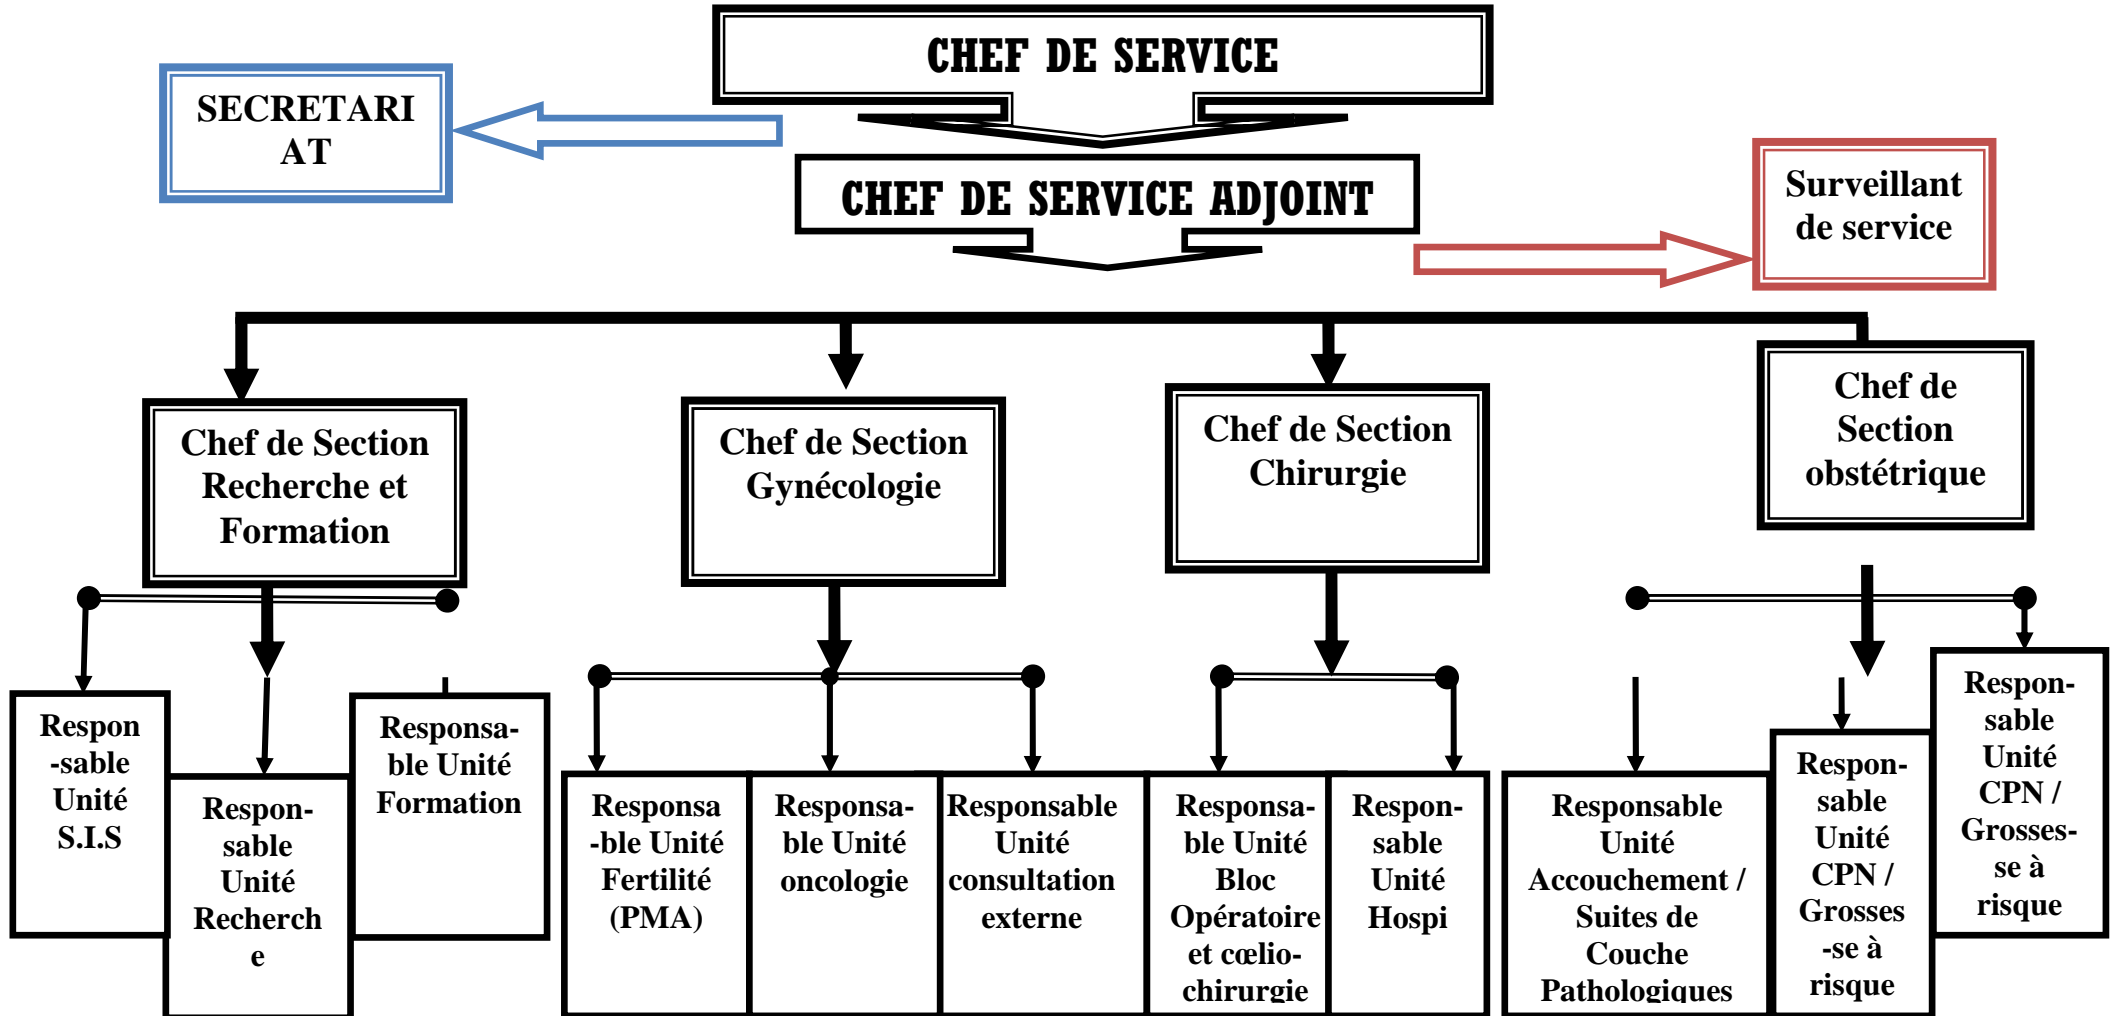 CHEF DE SERVICE
SECRETARI
AT
CHEF DE SERVICE ADJOINT
Surveillant
de service
Chef de Section
Recherche et
Formation
Chef de Section
Gynécologie
Chef de Section
Chirurgie
Chef de
Section
obstétrique
Respon
-sable
Unité
S.I.S
Respon-
sable
Unité
Recherch
e
Responsa-
ble Unité
Formation
Responsa
-ble Unité
Fertilité
(PMA)
Responsa-
ble Unité
oncologie
Responsable
Unité
consultation
externe
Responsa-
ble Unité
Bloc
Opératoire
et cœlio-
chirurgie
Respon-
sable
Unité
Hospi
Responsable
Unité
Accouchement /
Suites de
Couche
Pathologiques
Respon-
sable
Unité
CPN /
Grosses
-se à
risque
Respon-
sable
Unité
CPN /
Grosses-
se à
risque